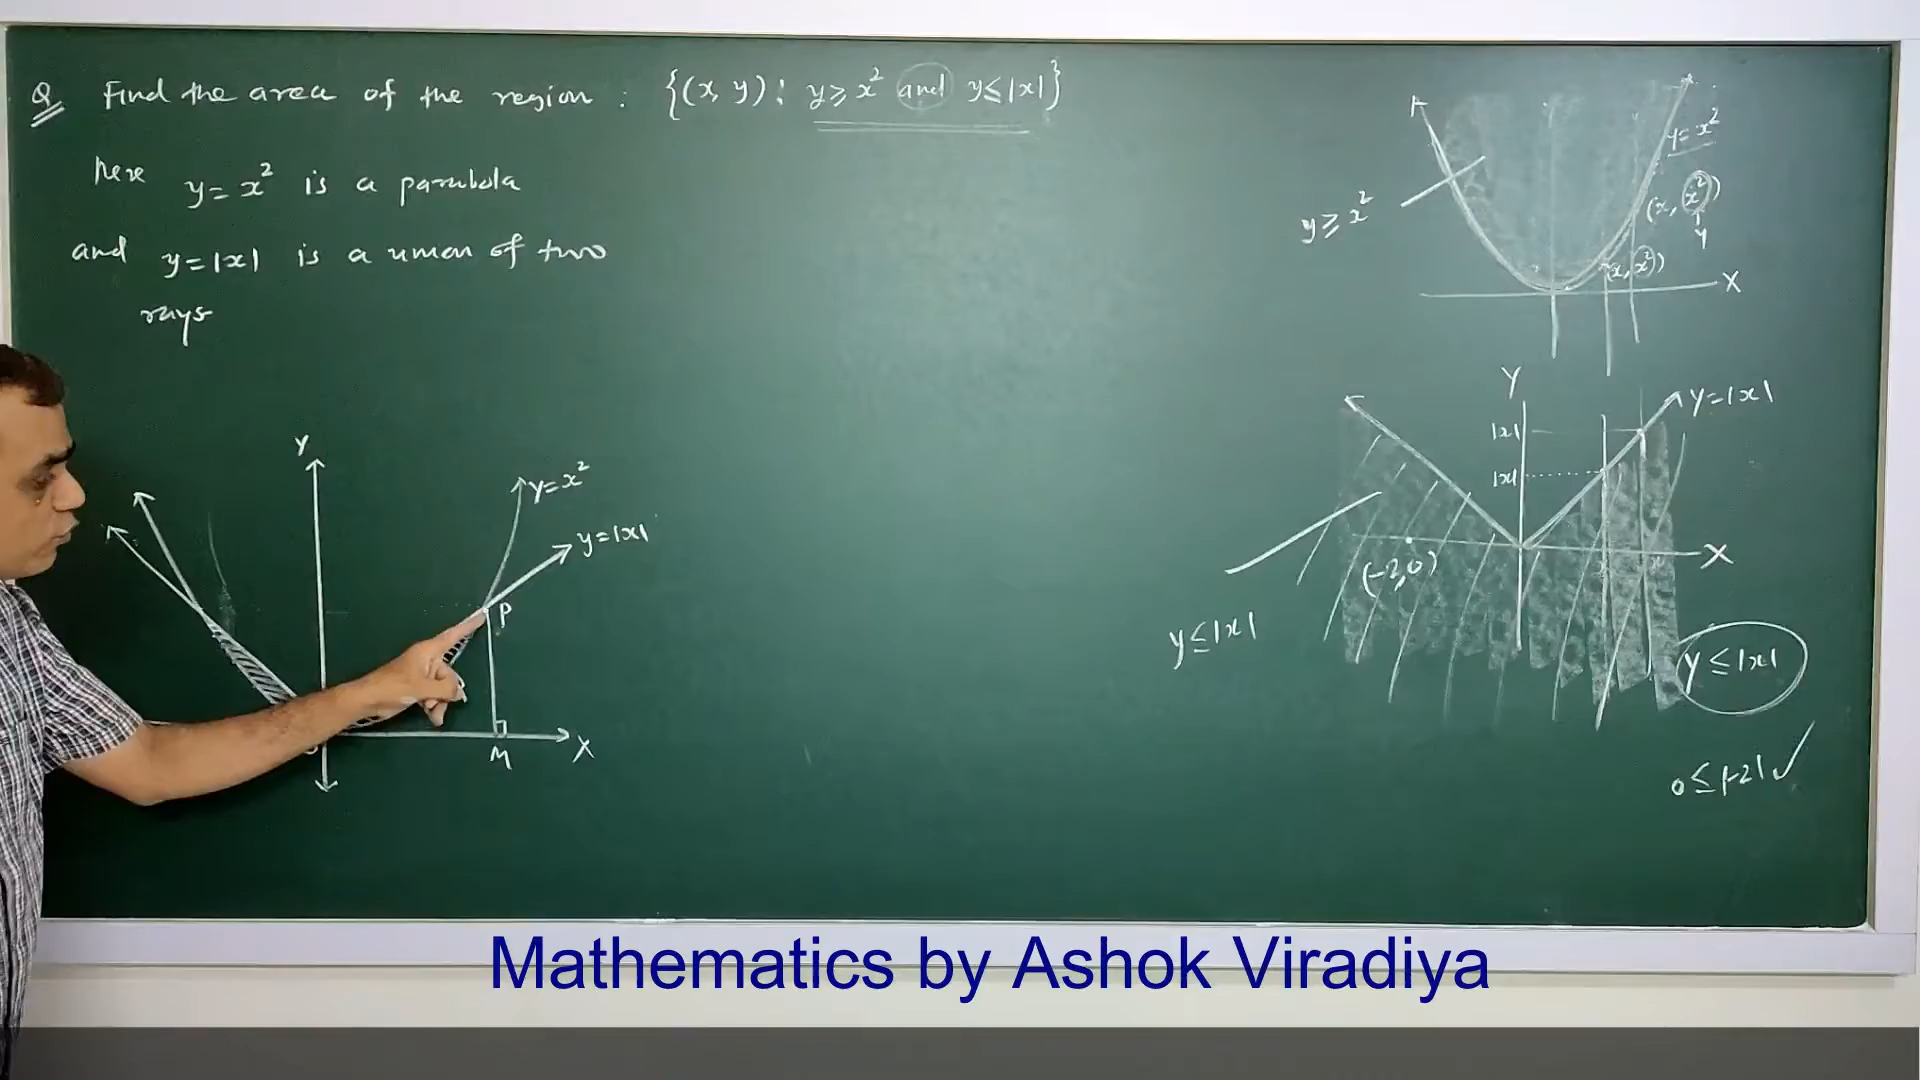 Q Find the area of the region : {(x, y) : y ≥ x² and y ≤ |x|}
here y = x² is a parabola
and y = |x| is a union of two
rays
Y
y = x²
y = |x|
P
M
X
y = x²
y ≥ x²
(x, x²)
y
(x, x²)
X
Y
y = |x|
|x|
|x|
X
(-2,0)
y ≤ |x|
y ≤ |x|
0 ≤ |-2| ✓
Mathematics by Ashok Viradiya